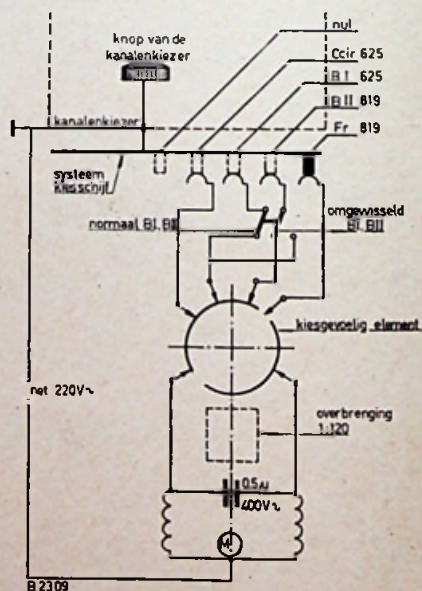 knop van de
kanalenkiezer
nul
Ccir 625
B I 625
B II 819
Fr 819
kanalenkiezer
systeem
kiesschijf
normaal BI, BII
omgewisseld
BI, BII
kiesgevoelig element
net 220V~
overbrenging
1:120
0.5µ
400V~
M
B2309